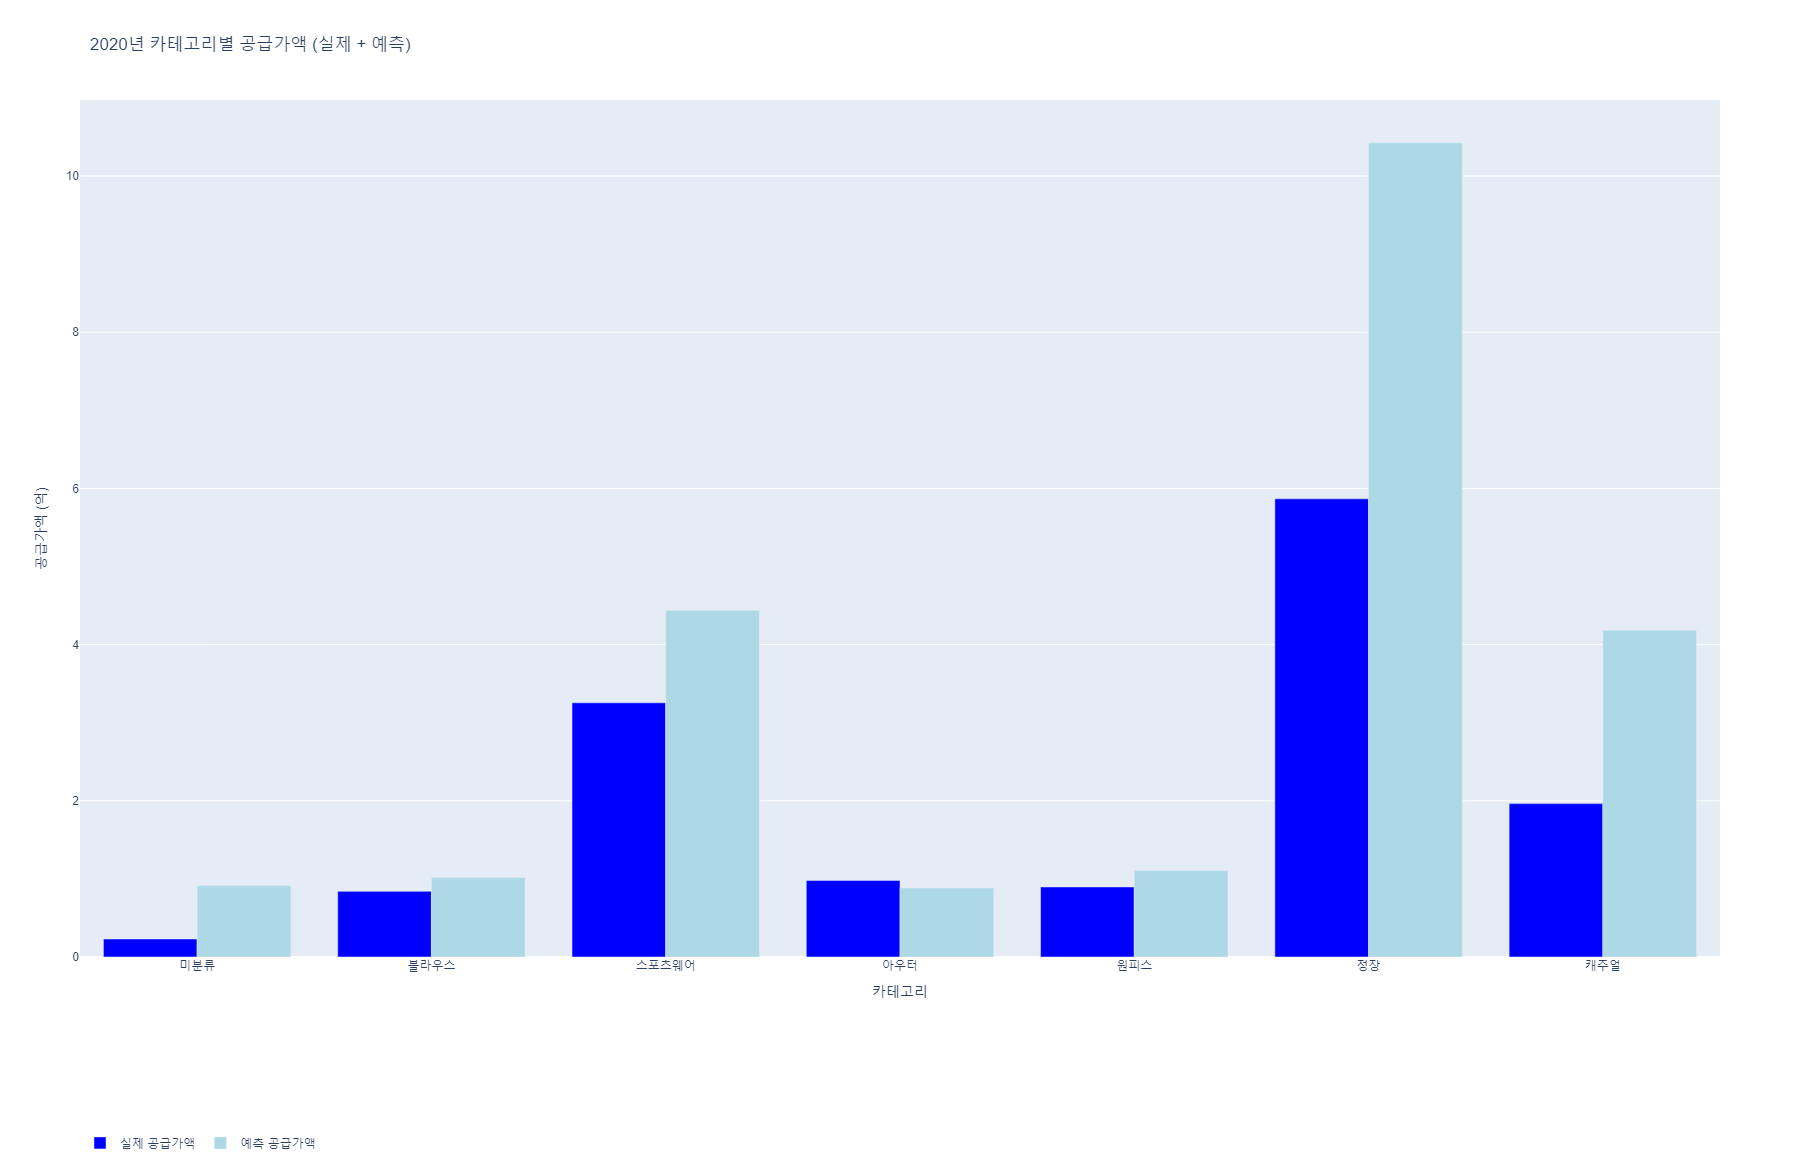 2020년 카테고리별 공급가액 (실제 + 예측)
공급가액 (억)
10
8
6
4
2
0
미분류 블라우스 스포츠웨어 아우터 원피스 정장 캐주얼
카테고리
실제 공급가액 예측 공급가액